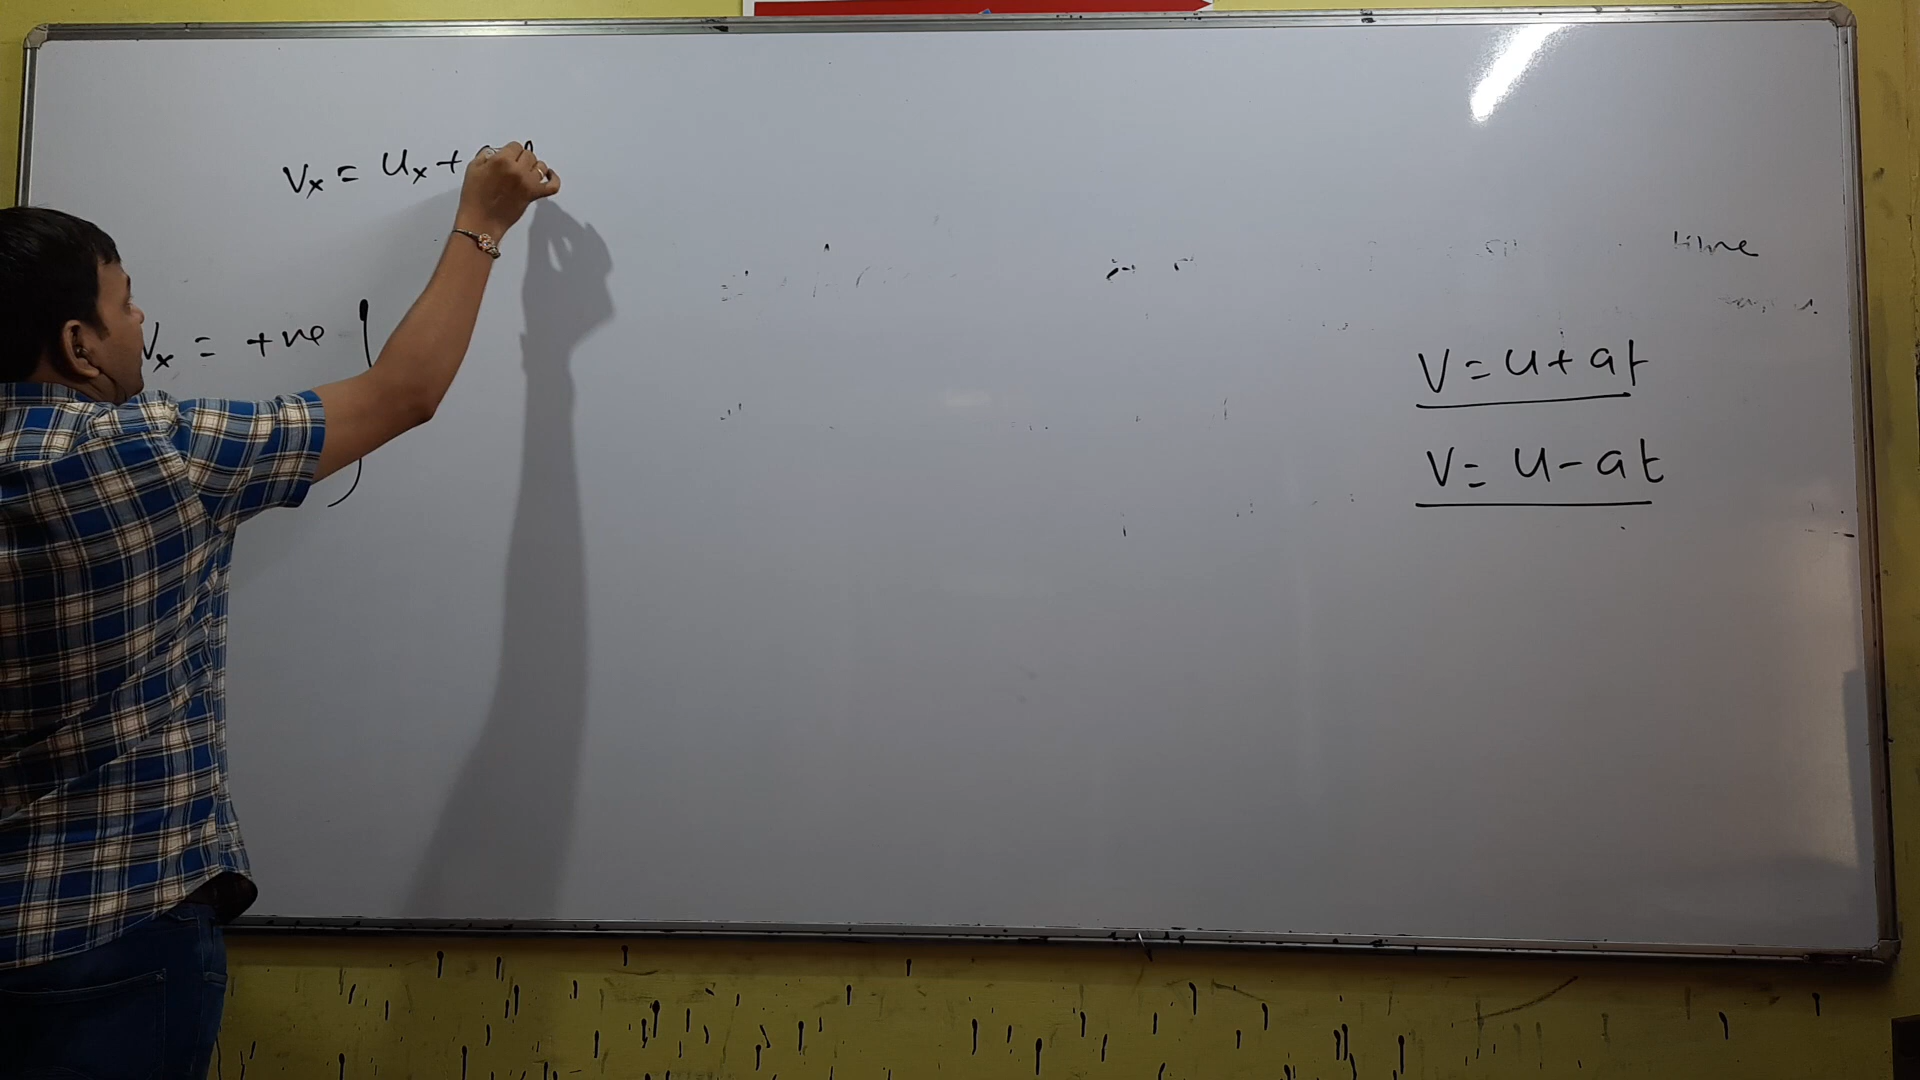 Vx = Ux +
Vx = +ve
time
V = u + at
V = u - at